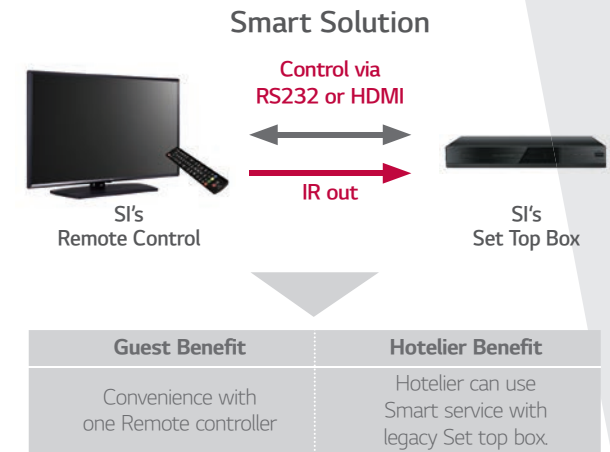 Smart Solution
Control via
RS232 or HDMI
IR out
SI's
Remote Control
SI's
Set Top Box
Guest Benefit
Hotelier Benefit
Convenience with
one Remote controller
Hotelier can use
Smart service with
legacy Set top box.